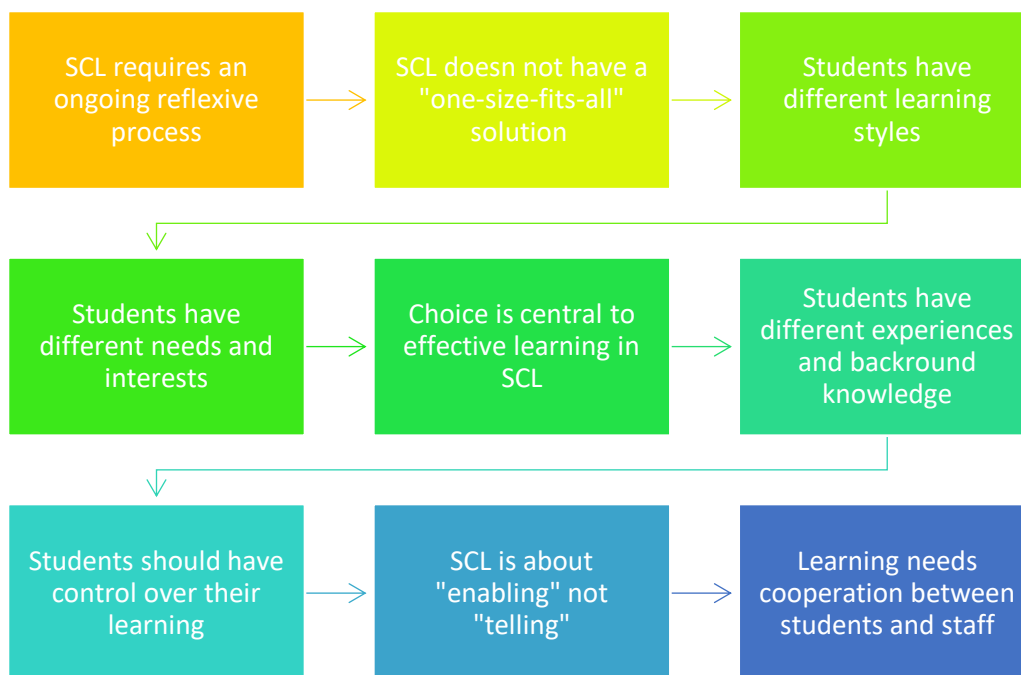 SCL requires an
ongoing reflexive
process
SCL doesn not have a
"one-size-fits-all"
solution
Students have
different learning
styles
Students have
different needs and
interests
Choice is central to
effective learning in
SCL
Students have
different experiences
and backround
knowledge
Students should have
control over their
learning
SCL is about
"enabling" not
"telling"
Learning needs
cooperation between
students and staff